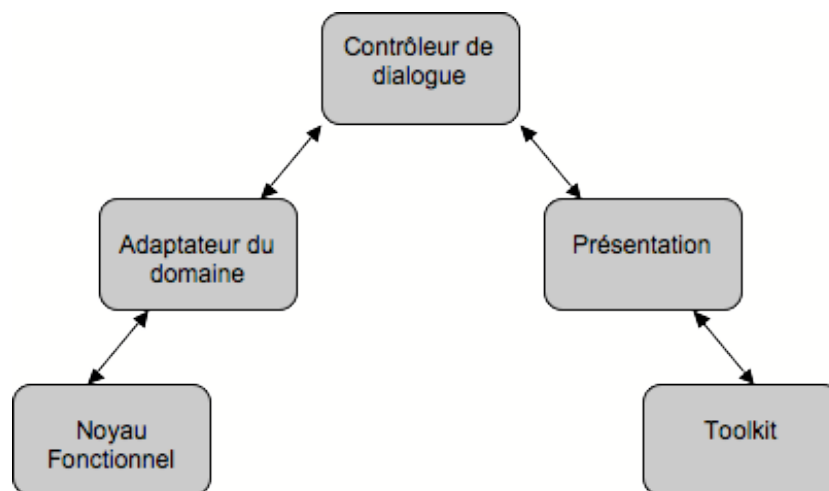 Contrôleur de
dialogue
Adaptateur du
domaine
Présentation
Noyau
Fonctionnel
Toolkit